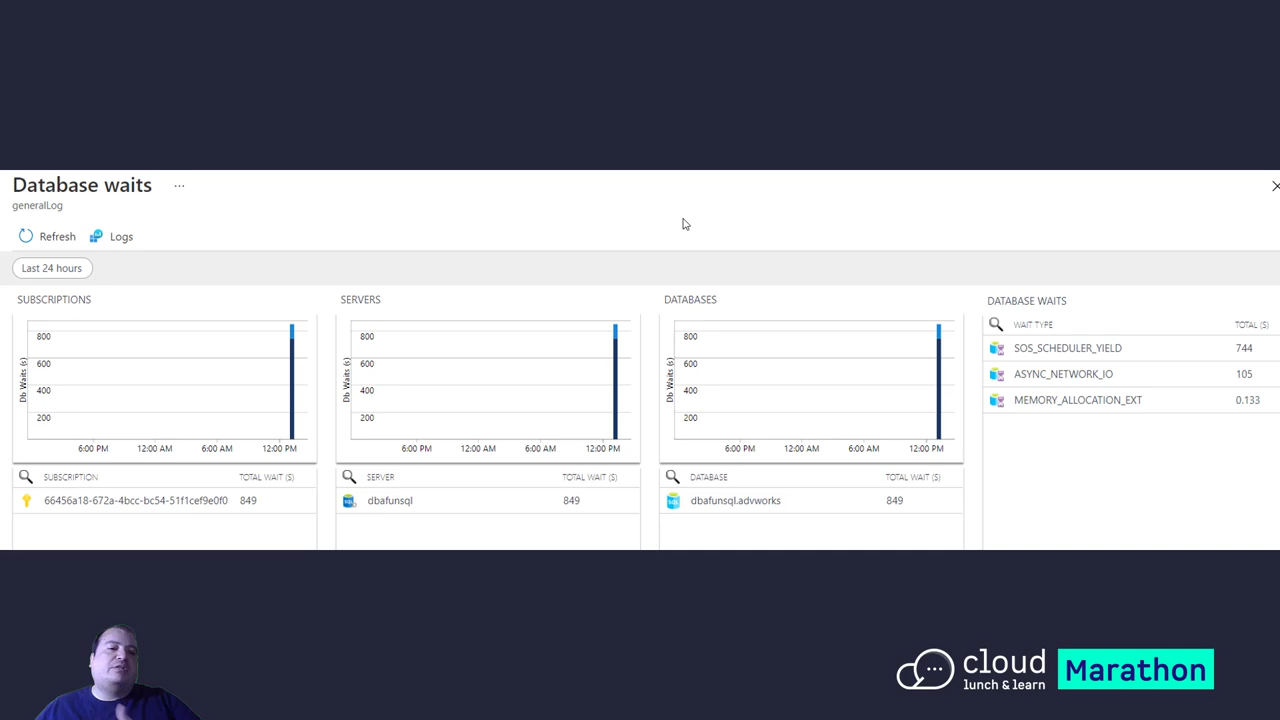 Database waits ...
generalLog
Refresh Logs
Last 24 hours
SUBSCRIPTIONS
Db Waits (s)
800
600
400
200
6:00 PM 12:00 AM 6:00 AM 12:00 PM
SUBSCRIPTION TOTAL WAIT (S)
66456a18-672a-4bcc-bc54-51f1cef9e0f0 849
SERVERS
Db Waits (s)
800
600
400
200
6:00 PM 12:00 AM 6:00 AM 12:00 PM
SERVER TOTAL WAIT (S)
dbafunsql 849
DATABASES
Db Waits (s)
800
600
400
200
6:00 PM 12:00 AM 6:00 AM 12:00 PM
DATABASE TOTAL WAIT (S)
dbafunsql.advworks 849
DATABASE WAITS
WAIT TYPE TOTAL (S)
SOS_SCHEDULER_YIELD 744
ASYNC_NETWORK_IO 105
MEMORY_ALLOCATION_EXT 0.133
cloud
lunch & learn
Marathon